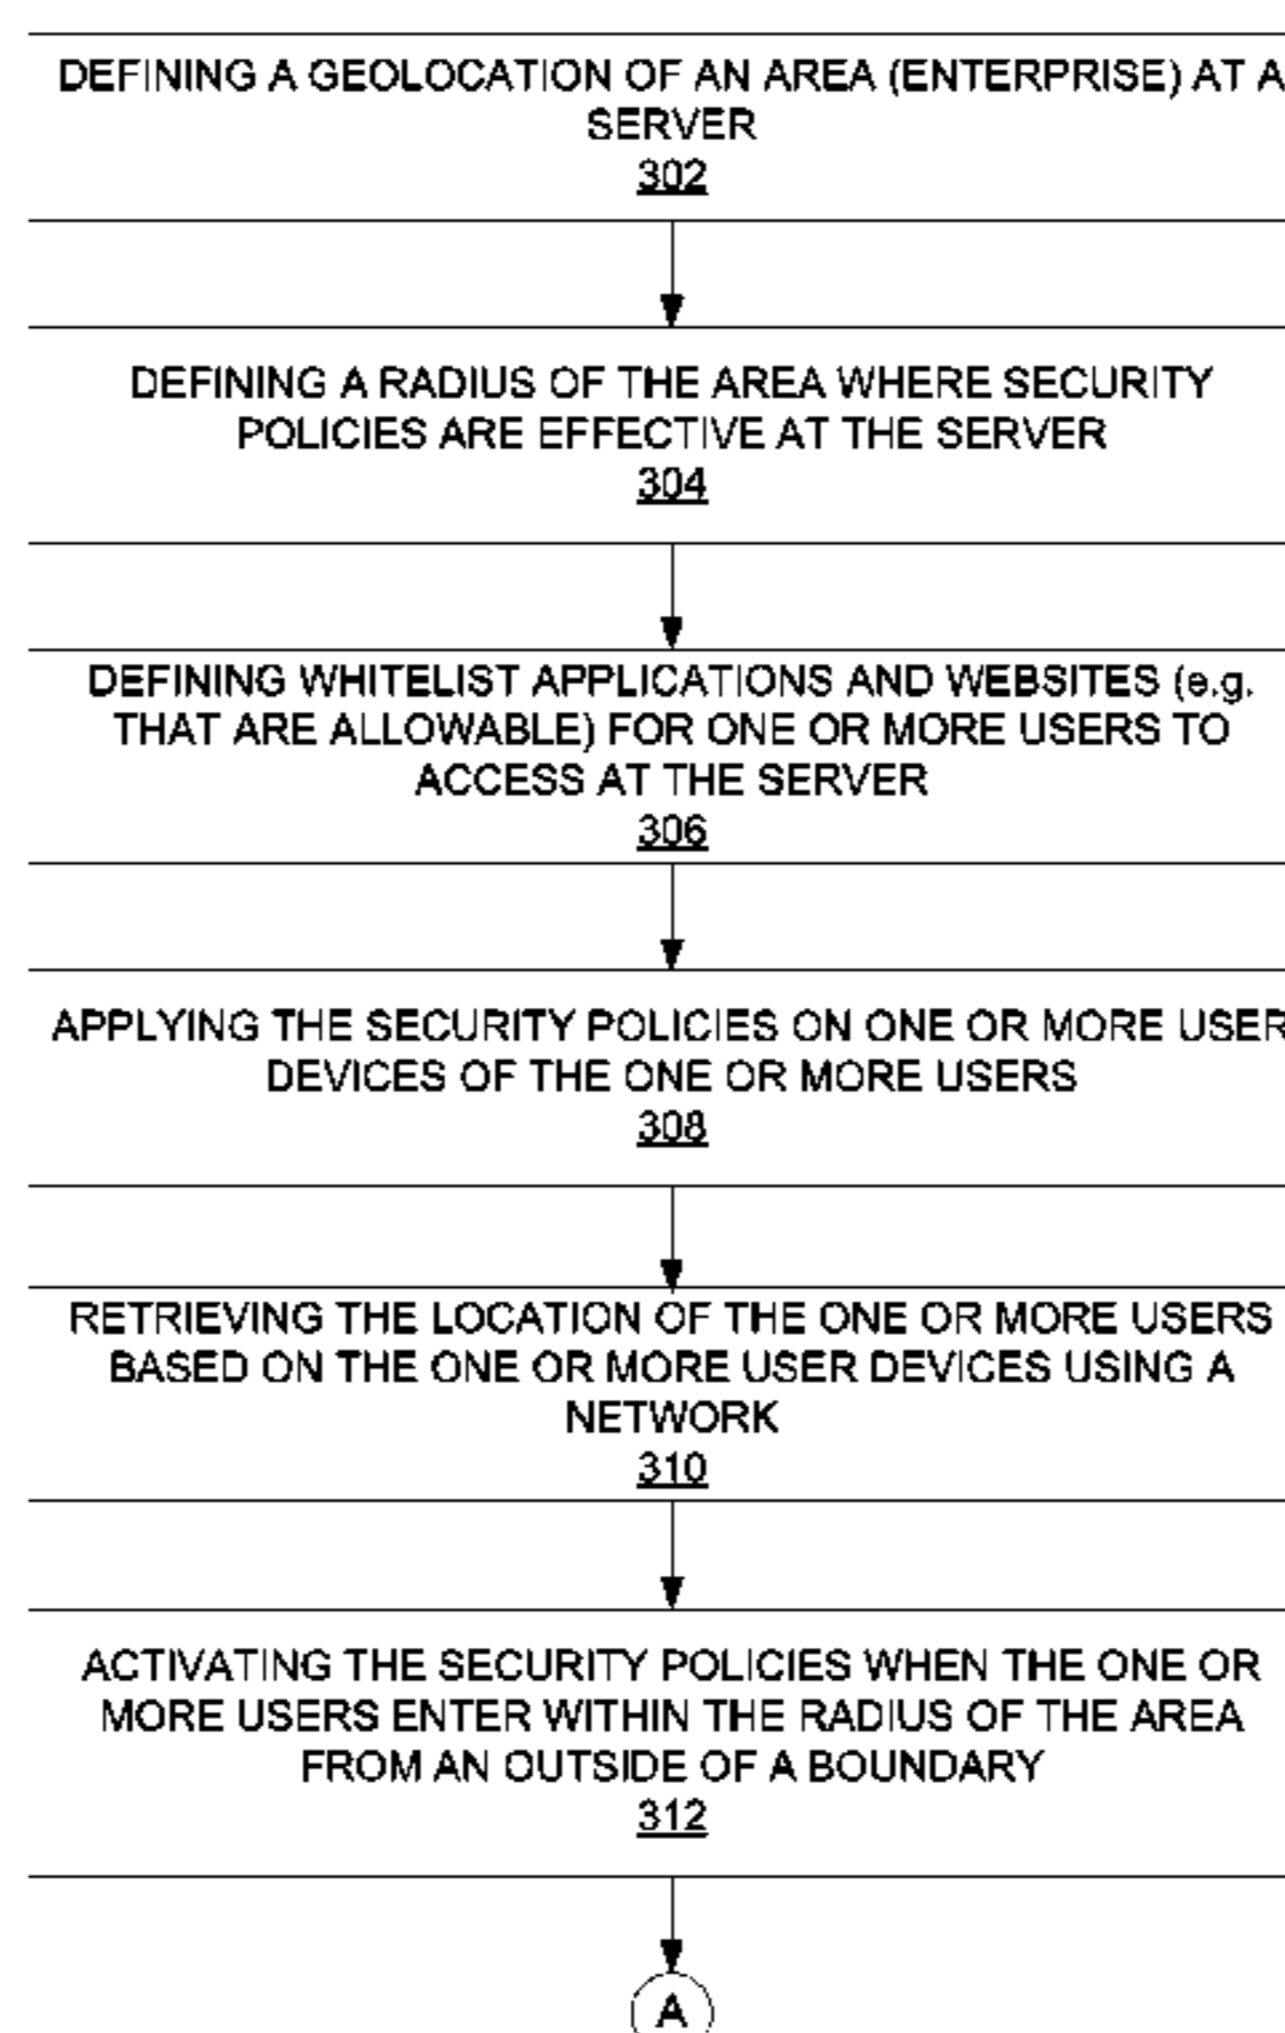 DEFINING A GEOLOCATION OF AN AREA (ENTERPRISE) AT A
SERVER
302
DEFINING A RADIUS OF THE AREA WHERE SECURITY
POLICIES ARE EFFECTIVE AT THE SERVER
304
DEFINING WHITELIST APPLICATIONS AND WEBSITES (e.g.
THAT ARE ALLOWABLE) FOR ONE OR MORE USERS TO
ACCESS AT THE SERVER
306
APPLYING THE SECURITY POLICIES ON ONE OR MORE USER
DEVICES OF THE ONE OR MORE USERS
308
RETRIEVING THE LOCATION OF THE ONE OR MORE USERS
BASED ON THE ONE OR MORE USER DEVICES USING A
NETWORK
310
ACTIVATING THE SECURITY POLICIES WHEN THE ONE OR
MORE USERS ENTER WITHIN THE RADIUS OF THE AREA
FROM AN OUTSIDE OF A BOUNDARY
312
A